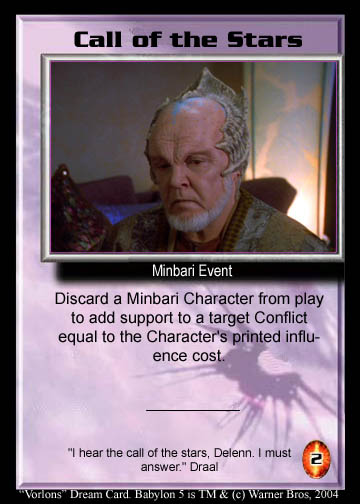 Call of the Stars
Minbari Event
Discard a Minbari Character from play
to add support to a target Conflict
equal to the Character's printed influ-
ence cost.
"I hear the call of the stars, Delenn. I must
answer." Draal
2
"Vorlons" Dream Card. Babylon 5 is TM & (c) Warner Bros, 2004